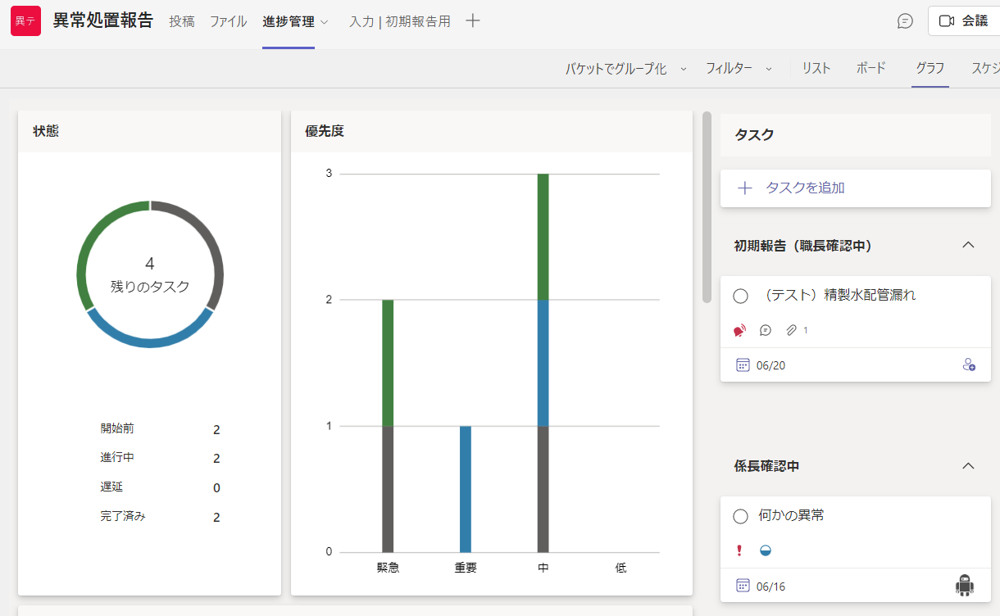 異テ 異常処置報告 投稿 ファイル 進捗管理 入力 | 初期報告用 会議
バケットでグループ化 フィルター リスト ボード グラフ スケジ
状態
4
残りのタスク
開始前 2
進行中 2
遅延 0
完了済み 2
優先度
3
2
1
0
緊急 重要 中 低
タスク
タスクを追加
初期報告（職長確認中）
（テスト）精製水配管漏れ
1
06/20
係長確認中
何かの異常
06/16